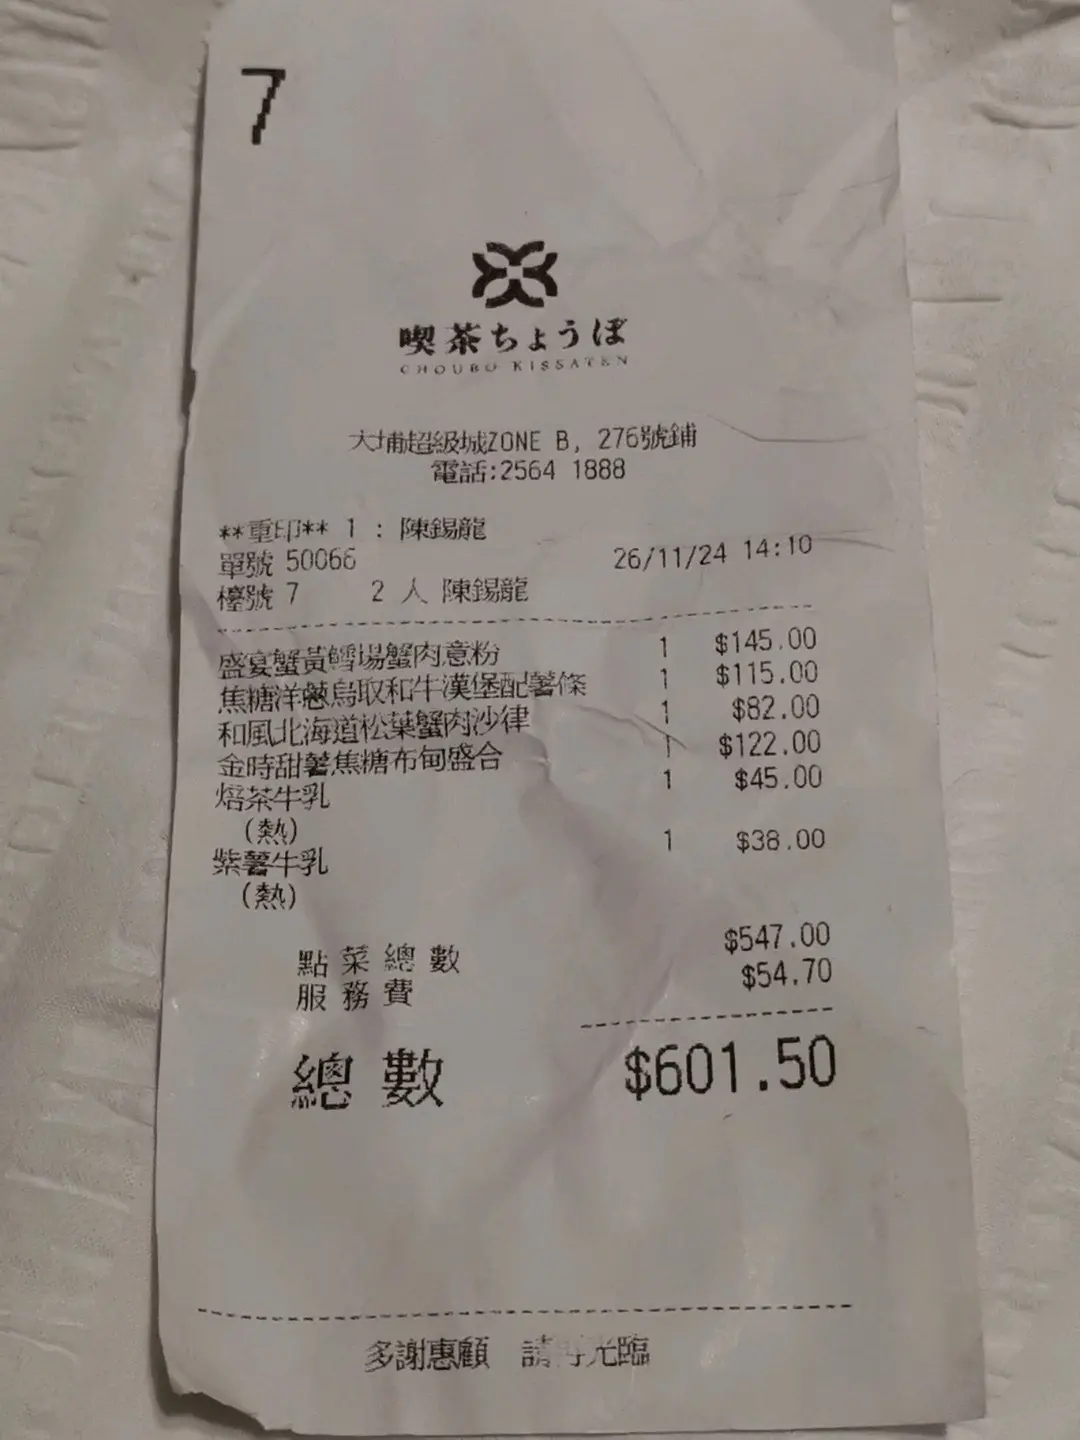 7
喫茶ちょうぼ
CHOUBO KISSATEN
大埔超級城ZONE B, 276號鋪
電話:2564 1888
**重印** 1 : 陳錫龍
單號 50066 26/11/24 14:10
檯號 7 2 人 陳錫龍
盛宴蟹黃鱈場蟹肉意粉 1 $145.00
焦糖洋蔥鳥取和牛漢堡配薯條 1 $115.00
和風北海道松葉蟹肉沙律 1 $82.00
金時甜薯焦糖布甸盛合 1 $122.00
焙茶牛乳 1 $45.00
(熱)
紫薯牛乳 1 $38.00
(熱)
點菜總數 $547.00
服務費 $54.70
總數 $601.50
多謝惠顧 請再光臨